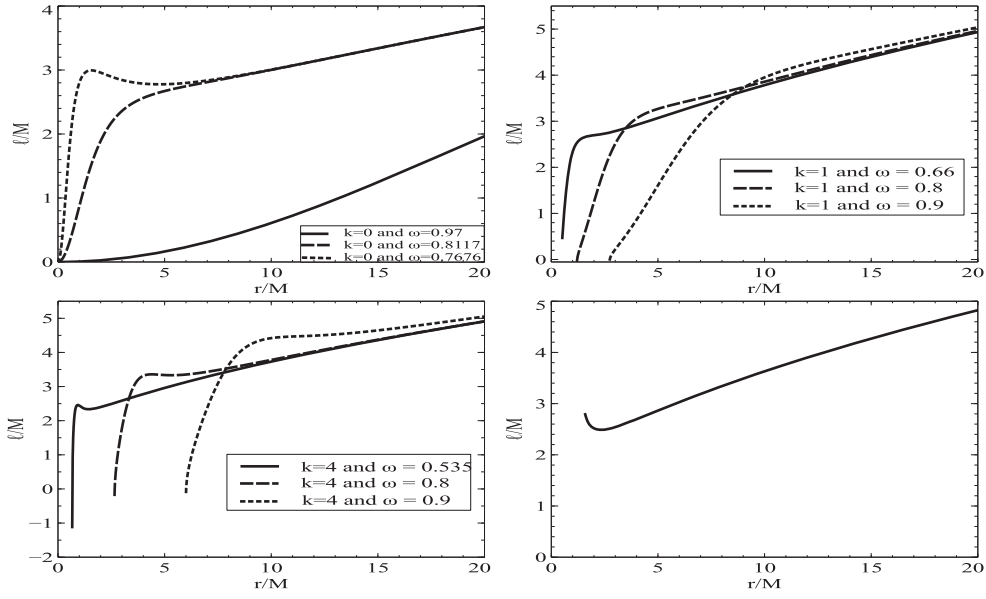 4
3
2
1
0
ℓ/M
0 5 10 15 20
r/M
k=0 and ω=0.97
k=0 and ω=0.8117
k=0 and ω=0.7676
5
4
3
2
1
0
ℓ/M
0 5 10 15 20
r/M
k=1 and ω = 0.66
k=1 and ω = 0.8
k=1 and ω = 0.9
5
4
3
2
1
0
−1
−2
ℓ/M
0 5 10 15 20
r/M
k=4 and ω = 0.535
k=4 and ω = 0.8
k=4 and ω = 0.9
5
4
3
2
1
0
ℓ/M
0 5 10 15 20
r/M